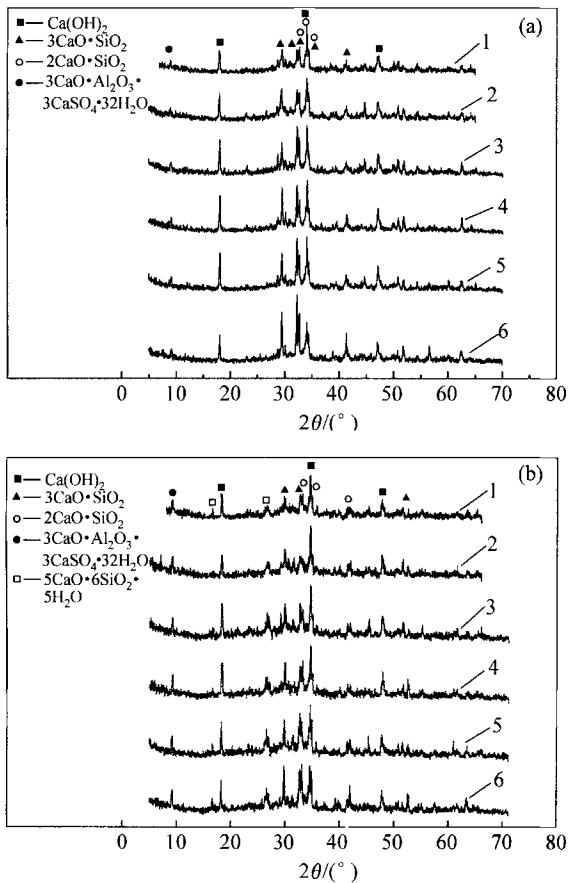 (a)
■— Ca(OH)₂
▲— 3CaO•SiO₂
○— 2CaO•SiO₂
●— 3CaO•Al₂O₃•
3CaSO₄•32H₂O
1
2
3
4
5
6
0 10 20 30 40 50 60 70 80
2θ/(°)
(b)
■— Ca(OH)₂
▲— 3CaO•SiO₂
○— 2CaO•SiO₂
●— 3CaO•Al₂O₃•
3CaSO₄•32H₂O
□— 5CaO•6SiO₂•
5H₂O
1
2
3
4
5
6
0 10 20 30 40 50 60 70 80
2θ/(°)